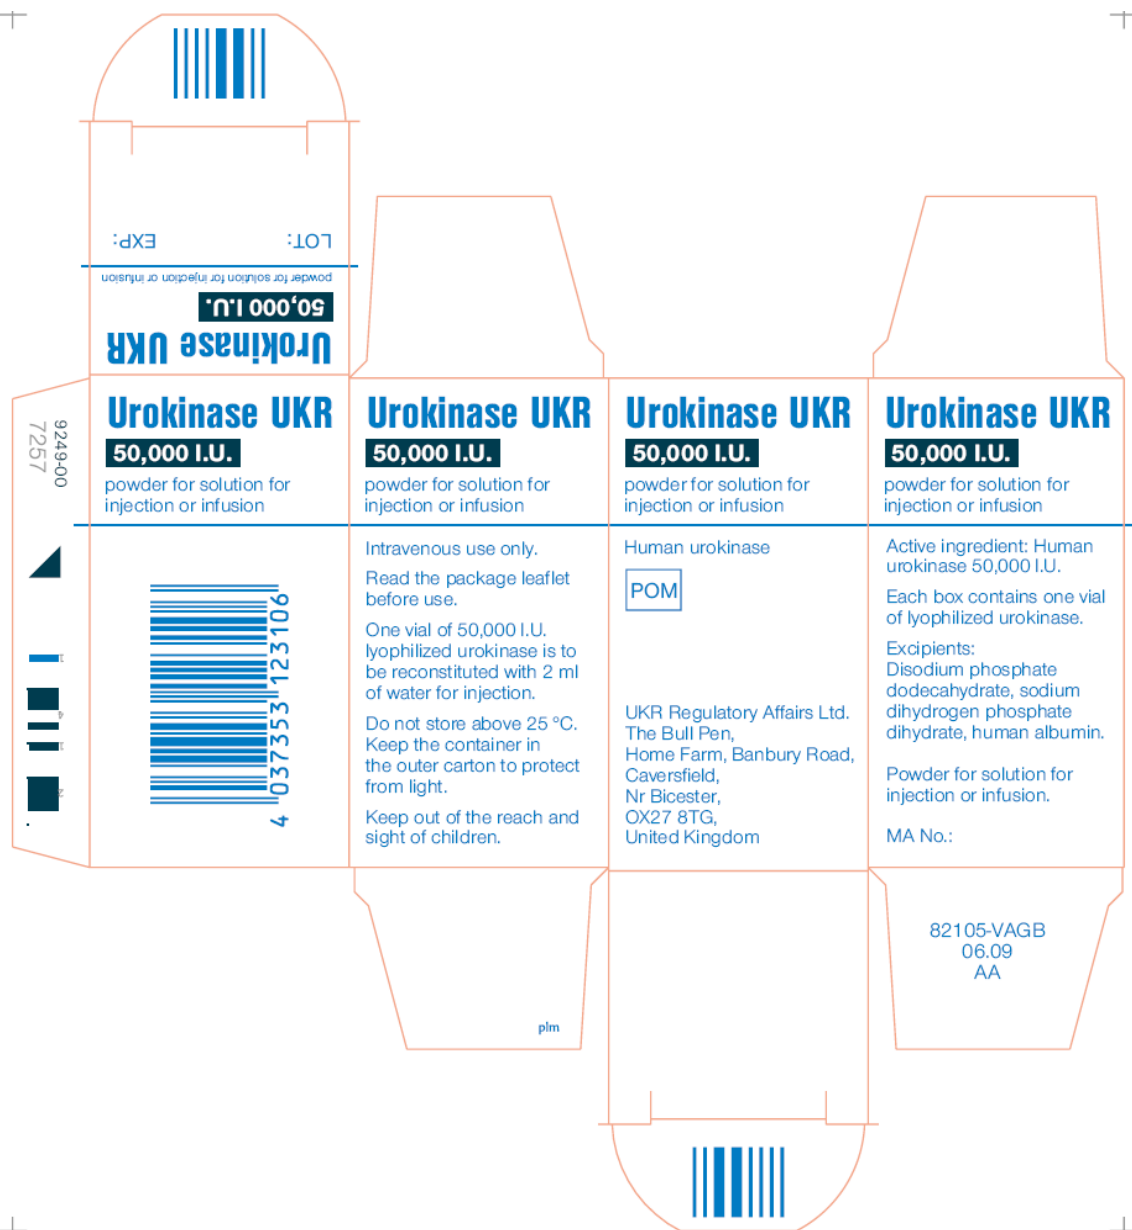 LOT: EXP:
powder for solution for injection or infusion
50,000 I.U.
Urokinase UKR
9249-00
7257
Urokinase UKR
50,000 I.U.
powder for solution for
injection or infusion
4 037353 123106
Urokinase UKR
50,000 I.U.
powder for solution for
injection or infusion
Intravenous use only.
Read the package leaflet
before use.
One vial of 50,000 I.U.
lyophilized urokinase is to
be reconstituted with 2 ml
of water for injection.
Do not store above 25 °C.
Keep the container in
the outer carton to protect
from light.
Keep out of the reach and
sight of children.
plm
Urokinase UKR
50,000 I.U.
powder for solution for
injection or infusion
Human urokinase
POM
UKR Regulatory Affairs Ltd.
The Bull Pen,
Home Farm, Banbury Road,
Caversfield,
Nr Bicester,
OX27 8TG,
United Kingdom
Urokinase UKR
50,000 I.U.
powder for solution for
injection or infusion
Active ingredient: Human
urokinase 50,000 I.U.
Each box contains one vial
of lyophilized urokinase.
Excipients:
Disodium phosphate
dodecahydrate, sodium
dihydrogen phosphate
dihydrate, human albumin.
Powder for solution for
injection or infusion.
MA No.:
82105-VAGB
06.09
AA